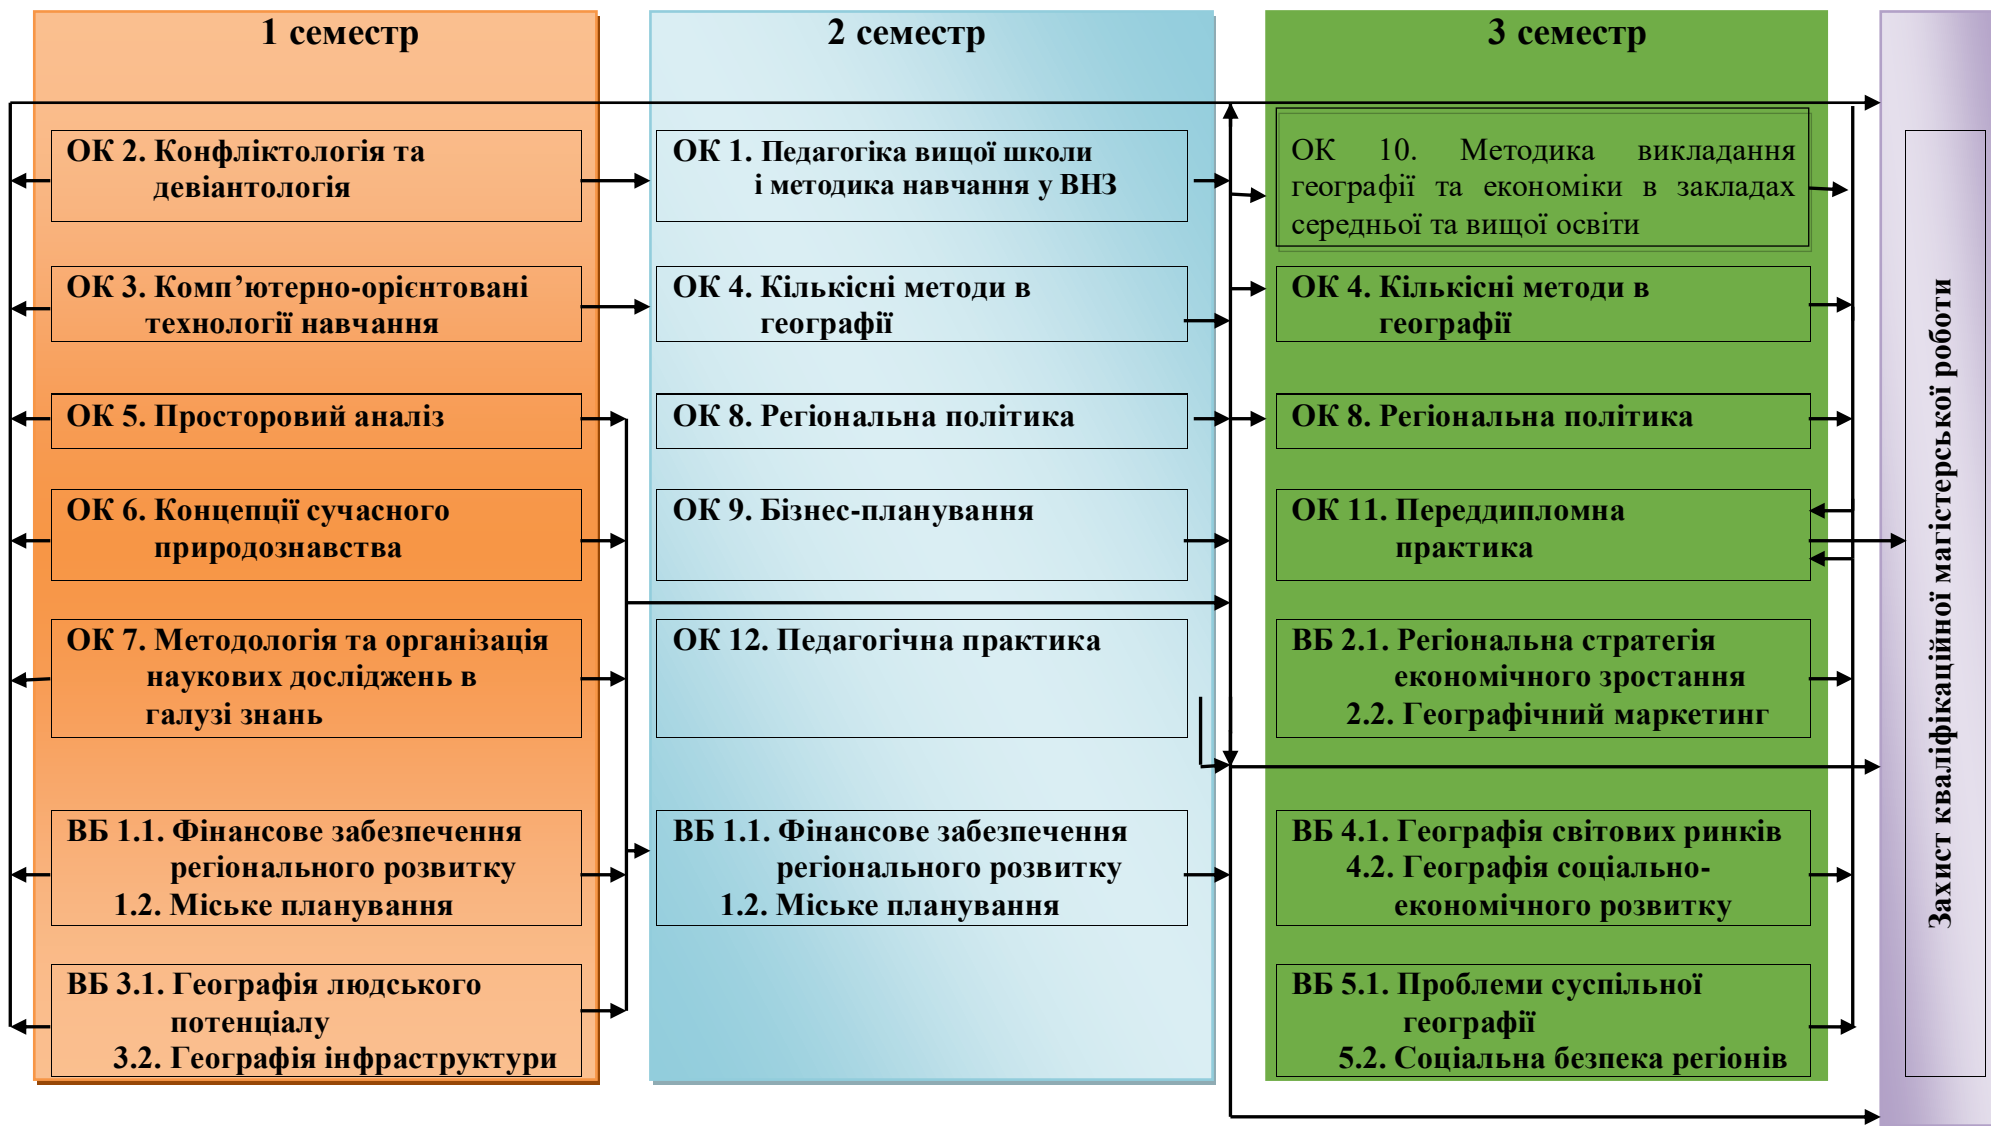 1 семестр
ОК 2. Конфліктологія та
девіантологія
ОК 3. Комп’ютерно-орієнтовані
технології навчання
ОК 5. Просторовий аналіз
ОК 6. Концепції сучасного
природознавства
ОК 7. Методологія та організація
наукових досліджень в
галузі знань
ВБ 1.1. Фінансове забезпечення
регіонального розвитку
1.2. Міське планування
ВБ 3.1. Географія людського
потенціалу
3.2. Географія інфраструктури
2 семестр
ОК 1. Педагогіка вищої школи
і методика навчання у ВНЗ
ОК 4. Кількісні методи в
географії
ОК 8. Регіональна політика
ОК 9. Бізнес-планування
ОК 12. Педагогічна практика
ВБ 1.1. Фінансове забезпечення
регіонального розвитку
1.2. Міське планування
3 семестр
ОК 10. Методика викладання
географії та економіки в закладах
середньої та вищої освіти
ОК 4. Кількісні методи в
географії
ОК 8. Регіональна політика
ОК 11. Переддипломна
практика
ВБ 2.1. Регіональна стратегія
економічного зростання
2.2. Географічний маркетинг
ВБ 4.1. Географія світових ринків
4.2. Географія соціально-
економічного розвитку
ВБ 5.1. Проблеми суспільної
географії
5.2. Соціальна безпека регіонів
Захист кваліфікаційної магістерської роботи